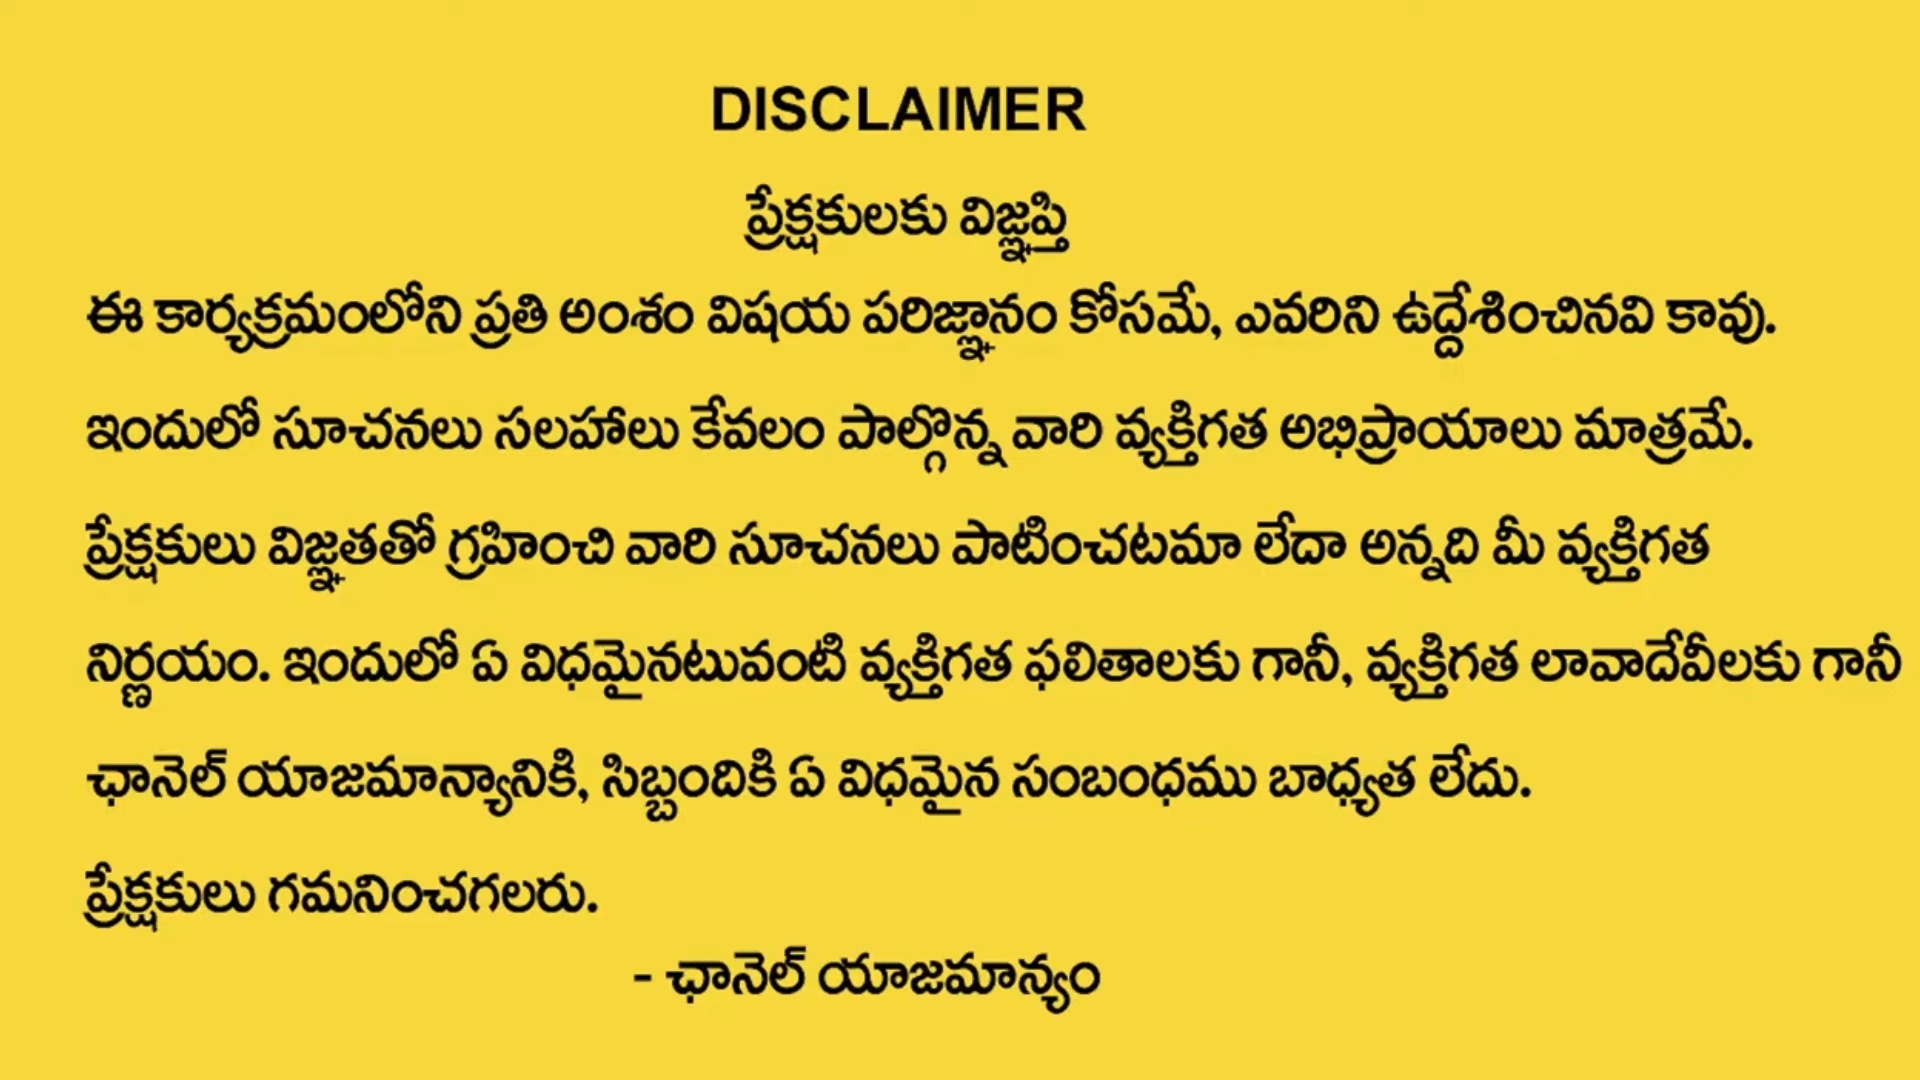 DISCLAIMER
ప్రేక్షకులకు విజ్ఞప్తి
ఈ కార్యక్రమంలోని ప్రతి అంశం విషయ పరిజ్ఞానం కోసమే, ఎవరిని ఉద్దేశించినవి కావు.
ఇందులో సూచనలు సలహాలు కేవలం పాల్గొన్న వారి వ్యక్తిగత అభిప్రాయాలు మాత్రమే.
ప్రేక్షకులు విజ్ఞతతో గ్రహించి వారి సూచనలు పాటించటమా లేదా అన్నది మీ వ్యక్తిగత
నిర్ణయం. ఇందులో ఏ విధమైనటువంటి వ్యక్తిగత ఫలితాలకు గానీ, వ్యక్తిగత లావాదేవీలకు గానీ
ఛానెల్ యాజమాన్యానికి, సిబ్బందికి ఏ విధమైన సంబంధము బాధ్యత లేదు.
ప్రేక్షకులు గమనించగలరు.
- ఛానెల్ యాజమాన్యం